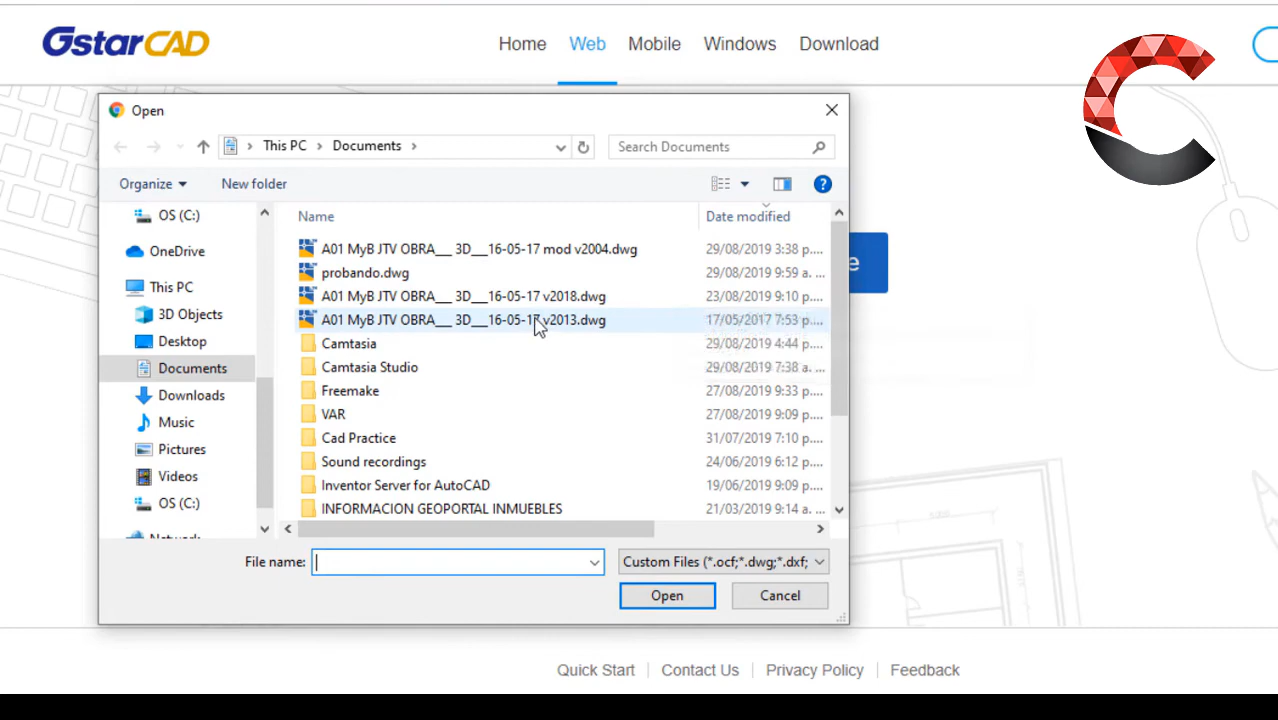 GstarCAD
Home Web Mobile Windows Download
Open
This PC > Documents >
Search Documents
Organize New folder
Name Date modified
OS (C:)
OneDrive
This PC
3D Objects
Desktop
Documents
Downloads
Music
Pictures
Videos
OS (C:)
A01 MyB JTV OBRA__ 3D__16-05-17 mod v2004.dwg 29/08/2019 3:38 p....
probando.dwg 29/08/2019 9:59 a. ...
A01 MyB JTV OBRA__ 3D__16-05-17 v2018.dwg 23/08/2019 9:10 p....
A01 MyB JTV OBRA__ 3D__16-05-17 v2013.dwg 17/05/2017 7:53 p....
Camtasia 29/08/2019 4:44 p....
Camtasia Studio 29/08/2019 7:38 a. ...
Freemake 27/08/2019 9:33 p....
VAR 27/08/2019 9:09 p....
Cad Practice 31/07/2019 7:10 p....
Sound recordings 24/06/2019 6:12 p....
Inventor Server for AutoCAD 19/06/2019 9:09 p....
INFORMACION GEOPORTAL INMUEBLES 21/03/2019 9:14 a. ...
File name: Custom Files (*.ocf;*.dwg;*.dxf;
Open Cancel
Quick Start | Contact Us | Privacy Policy | Feedback